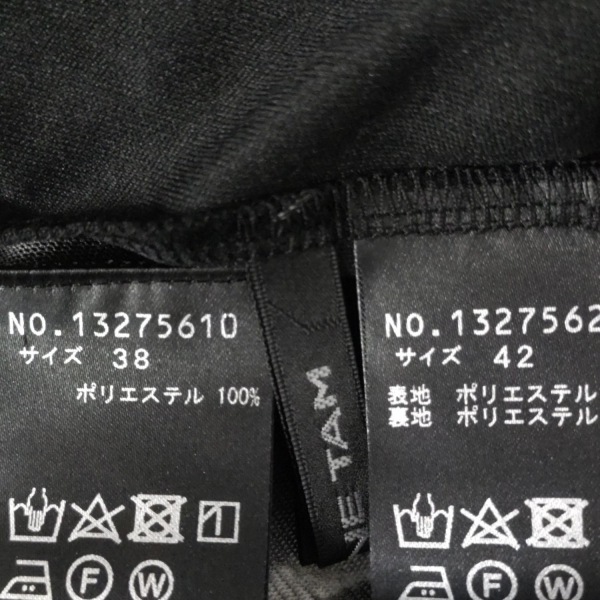 NO.13275610
サイズ 38
ポリエステル 100%
F W
TAM
NO.1327562
サイズ 42
表地 ポリエステル
裏地 ポリエステル
F W